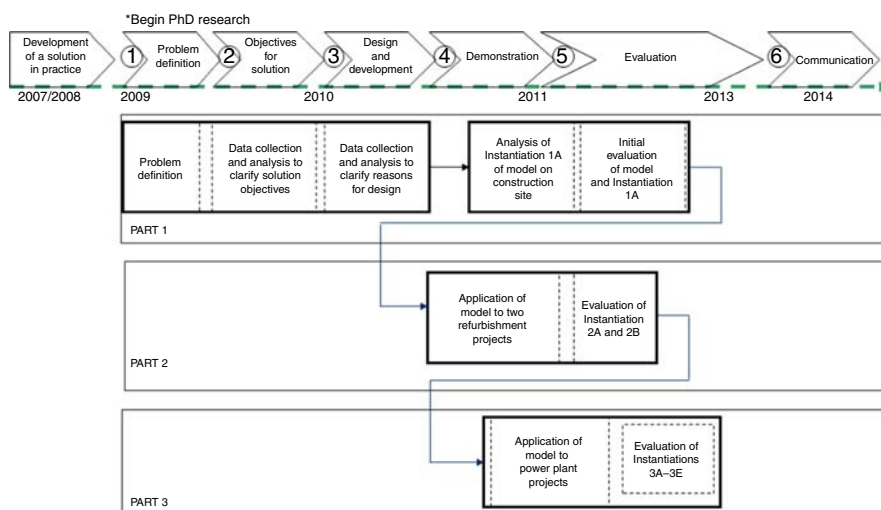 *Begin PhD research
Development
of a solution
in practice
1
Problem
definition
2
Objectives
for
solution
3
Design
and
development
4
Demonstration
5
Evaluation
6
Communication
2007/2008
2009
2010
2011
2013
2014
Problem
definition
Data collection
and analysis to
clarify solution
objectives
Data collection
and analysis to
clarify reasons
for design
Analysis of
Instantiation 1A
of model on
construction
site
Initial
evaluation
of model
and Instantiation
1A
PART 1
Application of
model to two
refurbishment
projects
Evaluation of
Instantiation
2A and 2B
PART 2
Application of
model to
power plant
projects
Evaluation of
Instantiations
3A–3E
PART 3